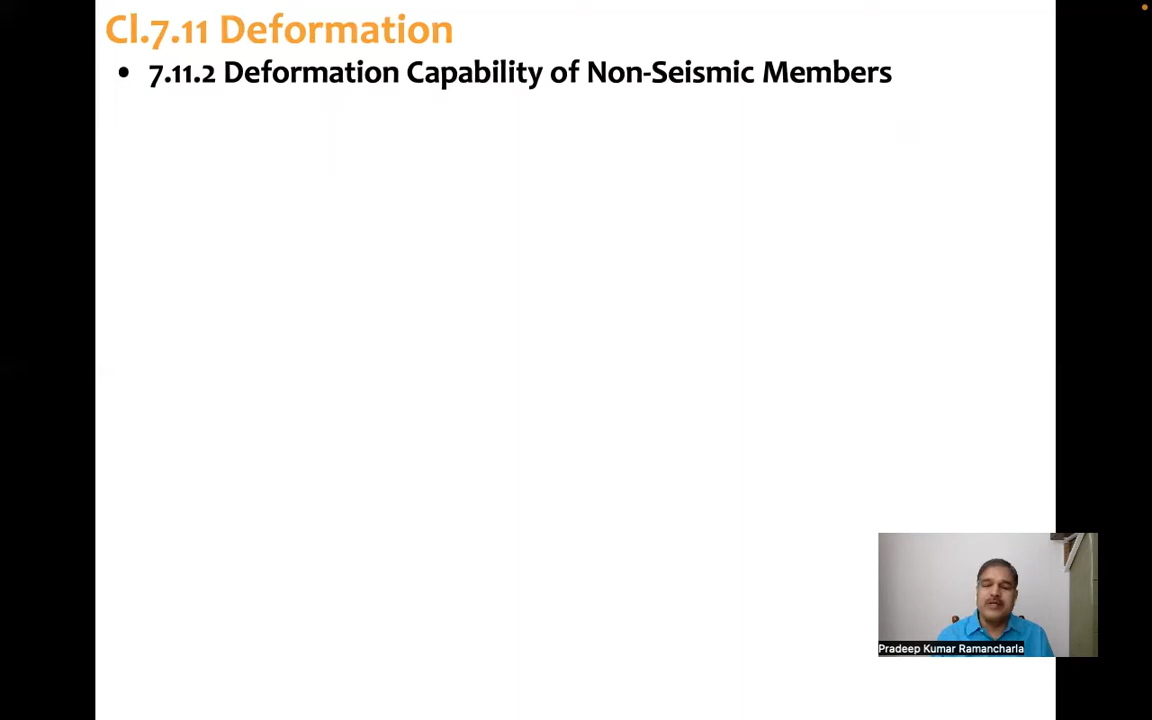 Cl.7.11 Deformation
• 7.11.2 Deformation Capability of Non-Seismic Members
Pradeep Kumar Ramancharla